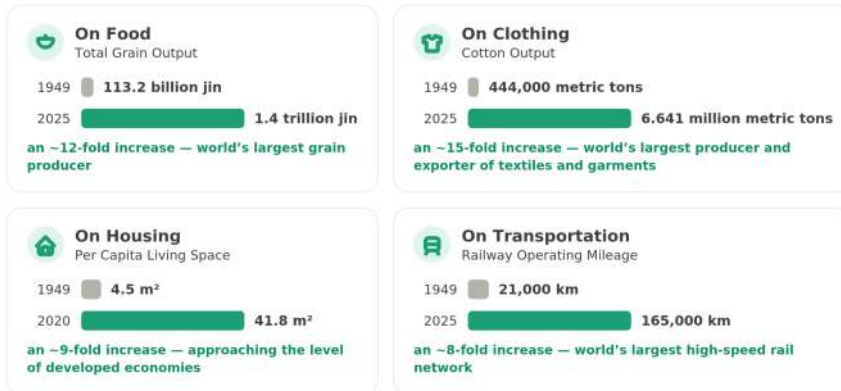 On Food
Total Grain Output
1949 113.2 billion jin
2025 1.4 trillion jin
an ~12-fold increase — world’s largest grain
producer
On Clothing
Cotton Output
1949 444,000 metric tons
2025 6.641 million metric tons
an ~15-fold increase — world’s largest producer and
exporter of textiles and garments
On Housing
Per Capita Living Space
1949 4.5 m²
2020 41.8 m²
an ~9-fold increase — approaching the level
of developed economies
On Transportation
Railway Operating Mileage
1949 21,000 km
2025 165,000 km
an ~8-fold increase — world’s largest high-speed rail
network